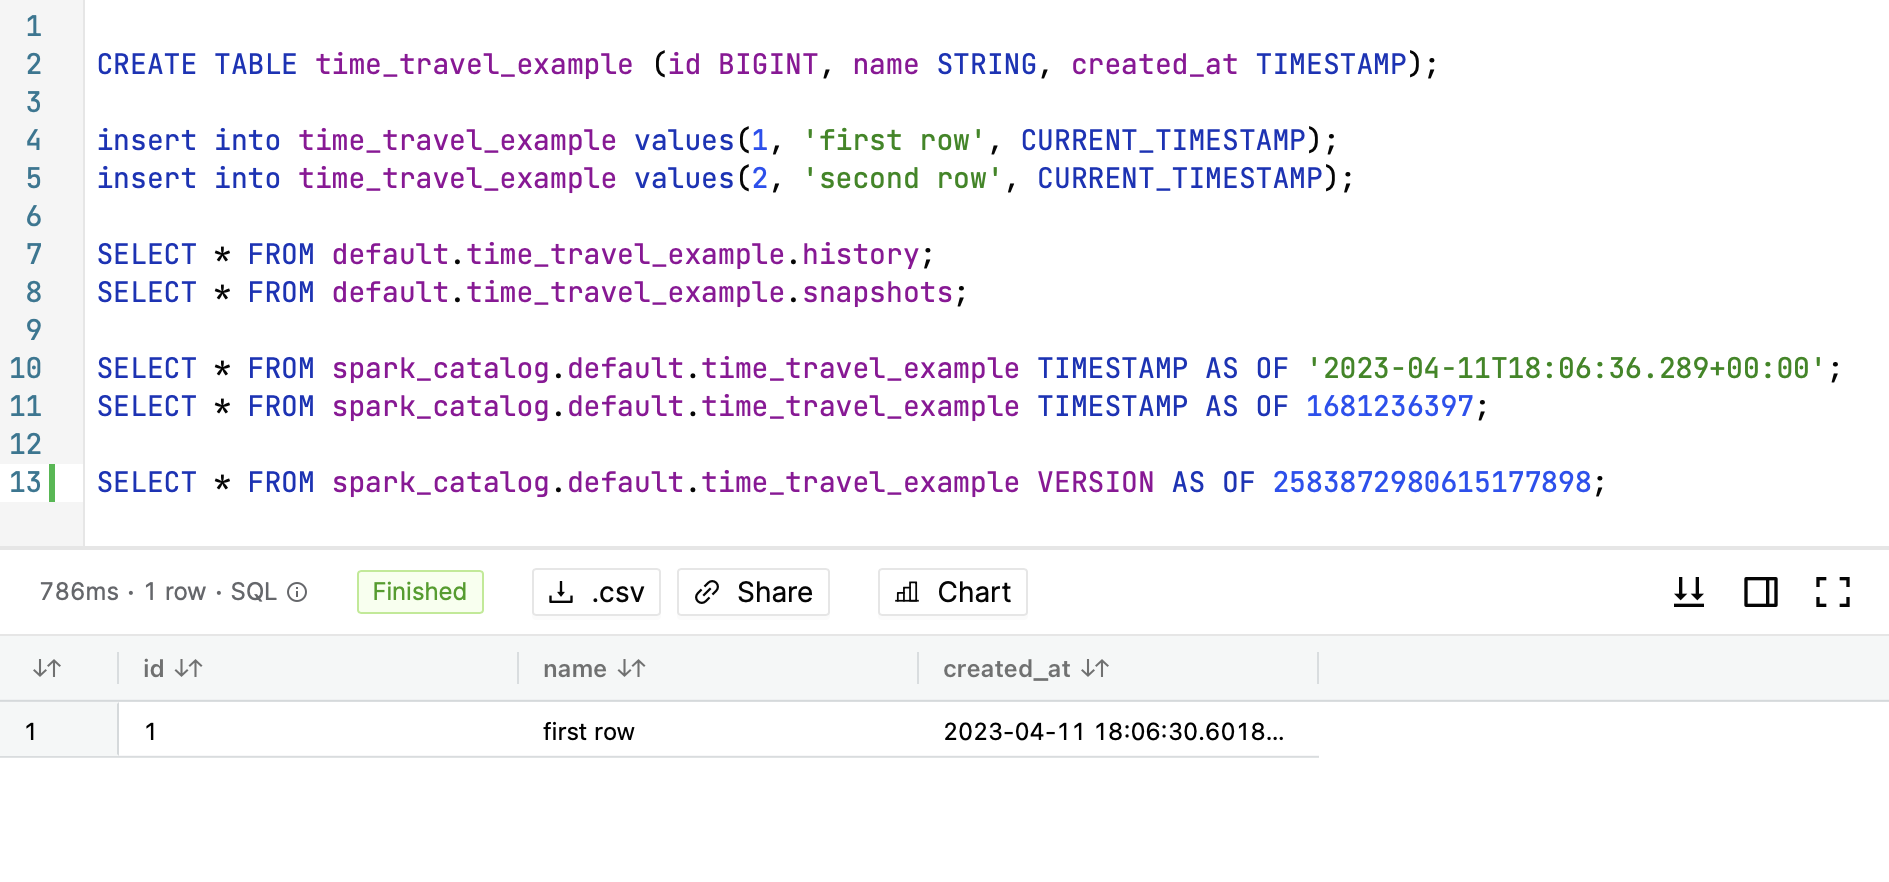 1
2 CREATE TABLE time_travel_example (id BIGINT, name STRING, created_at TIMESTAMP);
3
4 insert into time_travel_example values(1, 'first row', CURRENT_TIMESTAMP);
5 insert into time_travel_example values(2, 'second row', CURRENT_TIMESTAMP);
6
7 SELECT * FROM default.time_travel_example.history;
8 SELECT * FROM default.time_travel_example.snapshots;
9
10 SELECT * FROM spark_catalog.default.time_travel_example TIMESTAMP AS OF '2023-04-11T18:06:36.289+00:00';
11 SELECT * FROM spark_catalog.default.time_travel_example TIMESTAMP AS OF 1681236397;
12
13 SELECT * FROM spark_catalog.default.time_travel_example VERSION AS OF 2583872980615177898;
786ms · 1 row · SQL Finished .csv Share Chart
id name created_at
1 1 first row 2023-04-11 18:06:30.6018...